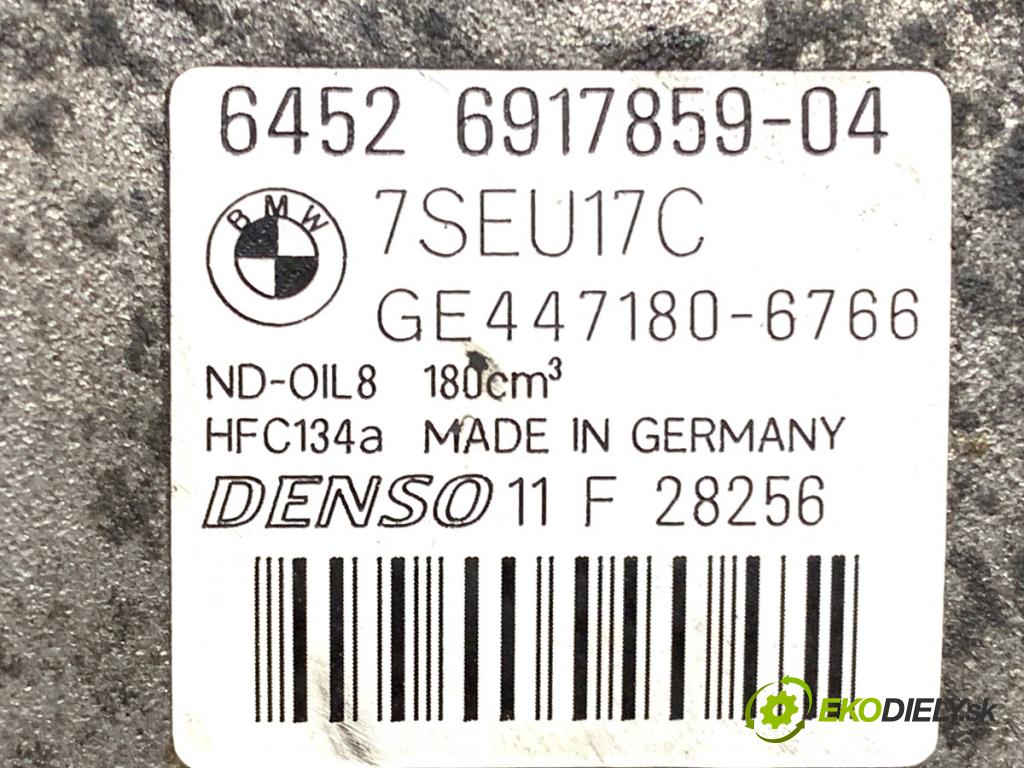 6452 6917859-04
BMW
7SEU17C
GE447180-6766
ND-OIL8 180cm³
HFC134a MADE IN GERMANY
DENSO 11 F 28256
EKODIELY.sk